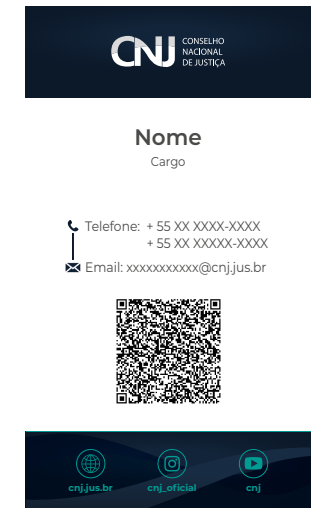 CNJ
CONSELHO
NACIONAL
DE JUSTIÇA
Nome
Cargo
Telefone: + 55 XX XXXX-XXXX
+ 55 XX XXXXX-XXXX
Email: xxxxxxxxxxx@cnj.jus.br
cnj.jus.br cnj_oficial cnj